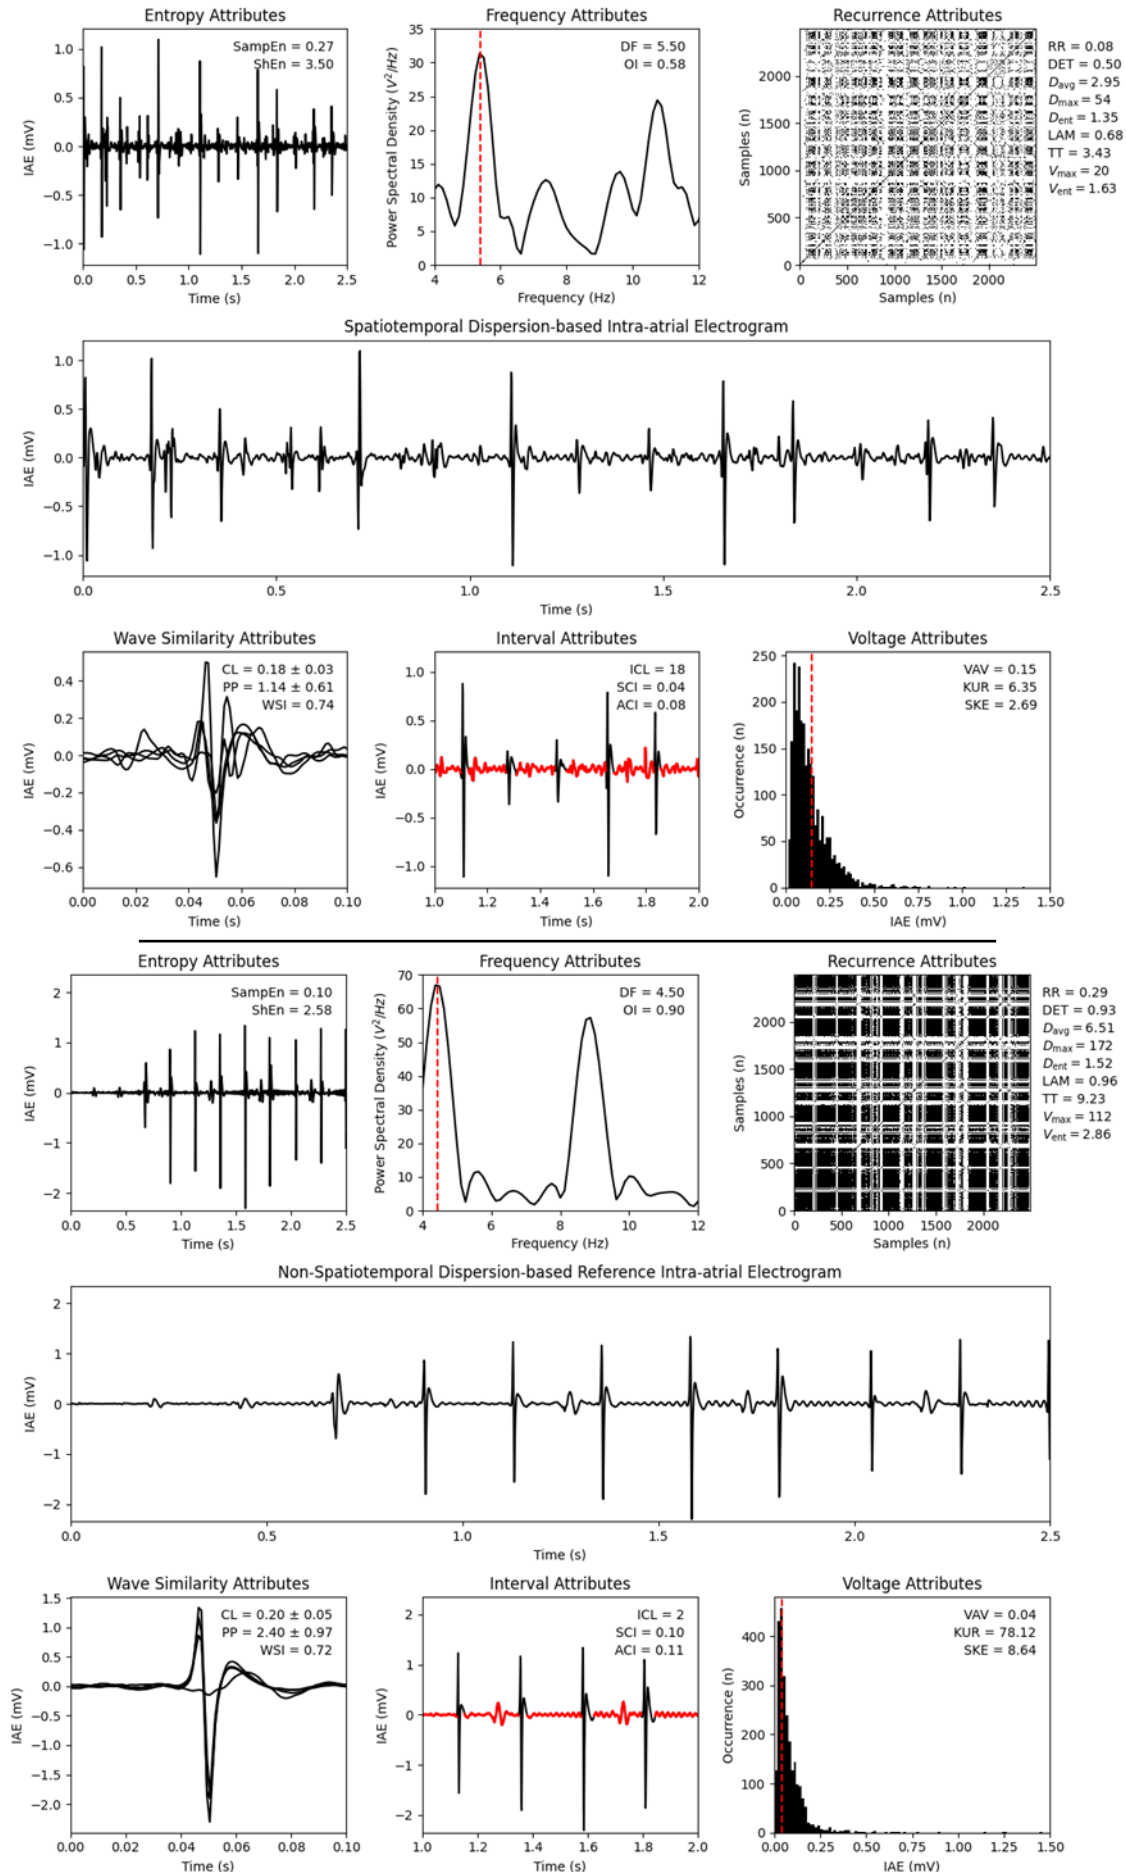 Entropy Attributes
SampEn = 0.27
ShEn = 3.50
1.0
0.5
0.0
−0.5
−1.0
IAE (mV)
0.0 0.5 1.0 1.5 2.0 2.5
Time (s)
Frequency Attributes
DF = 5.50
OI = 0.58
35
30
25
20
15
10
5
0
Power Spectral Density (V²/Hz)
4 6 8 10 12
Frequency (Hz)
Recurrence Attributes
2000
1500
1000
500
0
Samples (n)
0 500 1000 1500 2000
Samples (n)
RR = 0.08
DET = 0.50
Davg = 2.95
Dmax = 54
Dent = 1.35
LAM = 0.68
TT = 3.43
Vmax = 20
Vent = 1.63
Spatiotemporal Dispersion-based Intra-atrial Electrogram
1.0
0.5
0.0
−0.5
−1.0
IAE (mV)
0.0 0.5 1.0 1.5 2.0 2.5
Time (s)
Wave Similarity Attributes
CL = 0.18 ± 0.03
PP = 1.14 ± 0.61
WSI = 0.74
0.4
0.2
0.0
−0.2
−0.4
−0.6
IAE (mV)
0.00 0.02 0.04 0.06 0.08 0.10
Time (s)
Interval Attributes
ICL = 18
SCI = 0.04
ACI = 0.08
1.0
0.5
0.0
−0.5
−1.0
IAE (mV)
1.0 1.2 1.4 1.6 1.8 2.0
Time (s)
Voltage Attributes
VAV = 0.15
KUR = 6.35
SKE = 2.69
250
200
150
100
50
0
Occurrence (n)
0.00 0.25 0.50 0.75 1.00 1.25 1.50
IAE (mV)
Entropy Attributes
SampEn = 0.10
ShEn = 2.58
2
1
0
−1
−2
IAE (mV)
0.0 0.5 1.0 1.5 2.0 2.5
Time (s)
Frequency Attributes
DF = 4.50
OI = 0.90
70
60
50
40
30
20
10
0
Power Spectral Density (V²/Hz)
4 6 8 10 12
Frequency (Hz)
Recurrence Attributes
2000
1500
1000
500
0
Samples (n)
0 500 1000 1500 2000
Samples (n)
RR = 0.29
DET = 0.93
Davg = 6.51
Dmax = 172
Dent = 1.52
LAM = 0.96
TT = 9.23
Vmax = 112
Vent = 2.86
Non-Spatiotemporal Dispersion-based Reference Intra-atrial Electrogram
2
1
0
−1
−2
IAE (mV)
0.0 0.5 1.0 1.5 2.0 2.5
Time (s)
Wave Similarity Attributes
CL = 0.20 ± 0.05
PP = 2.40 ± 0.97
WSI = 0.72
1.5
1.0
0.5
0.0
−0.5
−1.0
−1.5
−2.0
IAE (mV)
0.00 0.02 0.04 0.06 0.08 0.10
Time (s)
Interval Attributes
ICL = 2
SCI = 0.10
ACI = 0.11
2
1
0
−1
−2
IAE (mV)
1.0 1.2 1.4 1.6 1.8 2.0
Time (s)
Voltage Attributes
VAV = 0.04
KUR = 78.12
SKE = 8.64
400
300
200
100
0
Occurrence (n)
0.00 0.25 0.50 0.75 1.00 1.25 1.50
IAE (mV)